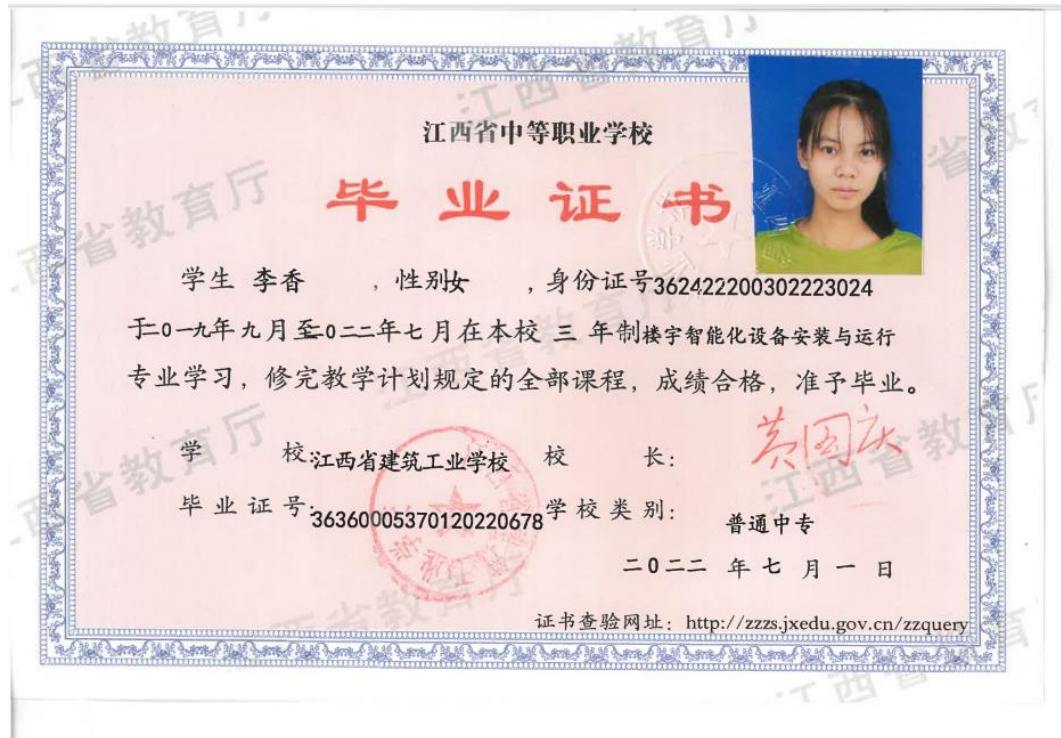 江西省中等职业学校
毕业证书
学生 李香 ，性别女 ，身份证号362422200302223024
于二0一九年九月至二0二二年七月在本校 三 年制楼宇智能化设备安装与运行
专业学习，修完教学计划规定的全部课程，成绩合格，准予毕业。
学 校:江西省建筑工业学校 校 长: 黄国庆
毕业证号:36360005370120220678 学校类别: 普通中专
二0二二 年 七 月 一 日
证书查验网址: http://zzzs.jxedu.gov.cn/zzquery
江西省教育厅